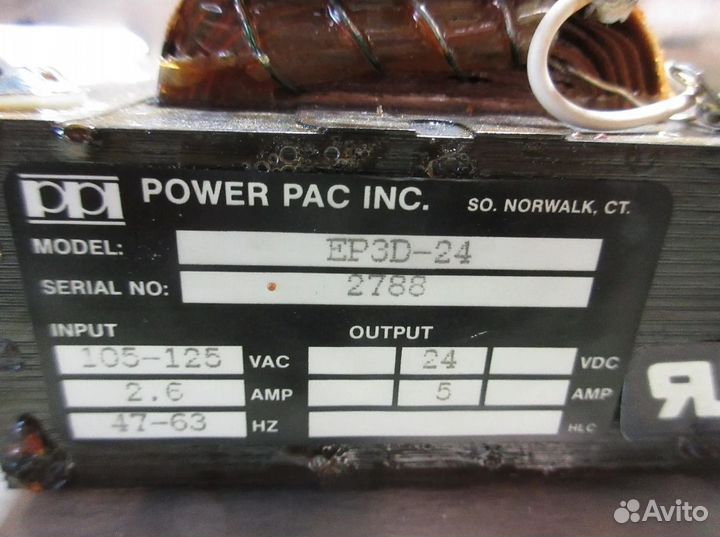 ppi POWER PAC INC. SO. NORWALK, CT.
MODEL: EP3D-24
SERIAL NO: 2788
INPUT OUTPUT
105-125 VAC 24 VDC
2.6 AMP 5 AMP
47-63 HZ HLC
Avito